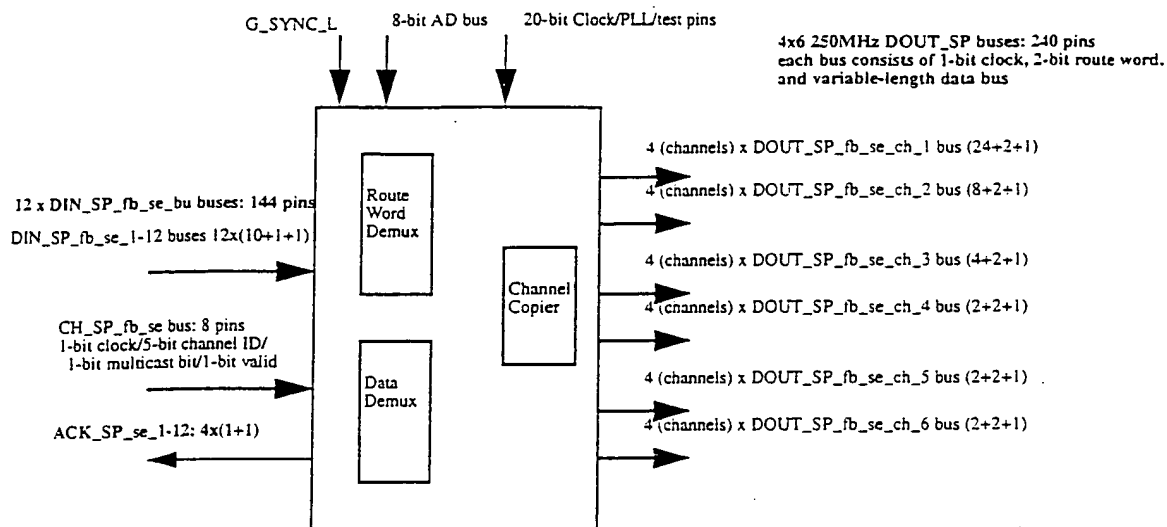 G_SYNC_L
8-bit AD bus
20-bit Clock/PLL/test pins
4x6 250MHz DOUT_SP buses: 240 pins
each bus consists of 1-bit clock, 2-bit route word,
and variable-length data bus
12 x DIN_SP_fb_se_bu buses: 144 pins
DIN_SP_fb_se_1-12 buses 12x(10+1+1)
CH_SP_fb_se bus: 8 pins
1-bit clock/5-bit channel ID/
1-bit multicast bit/1-bit valid
ACK_SP_se_1-12: 4x(1+1)
Route
Word
Demux
Data
Demux
Channel
Copier
4 (channels) x DOUT_SP_fb_se_ch_1 bus (24+2+1)
4 (channels) x DOUT_SP_fb_se_ch_2 bus (8+2+1)
4 (channels) x DOUT_SP_fb_se_ch_3 bus (4+2+1)
4 (channels) x DOUT_SP_fb_se_ch_4 bus (2+2+1)
4 (channels) x DOUT_SP_fb_se_ch_5 bus (2+2+1)
4 (channels) x DOUT_SP_fb_se_ch_6 bus (2+2+1)